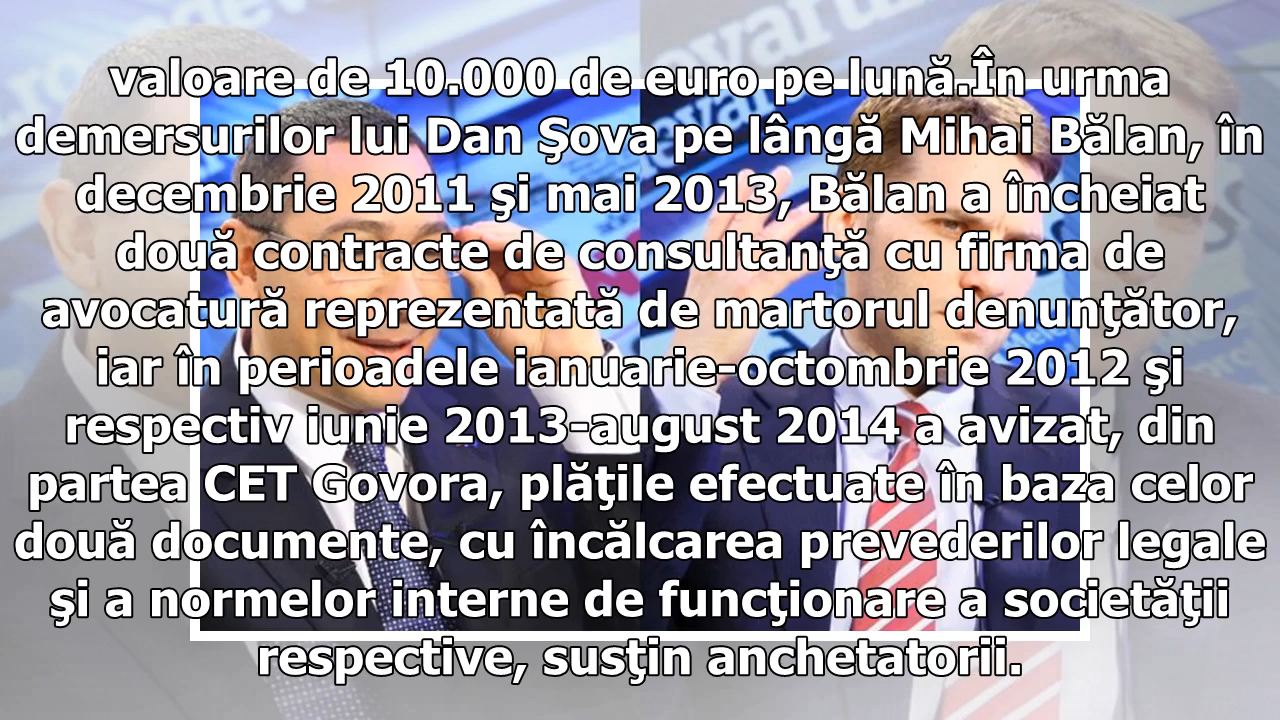 valoare de 10.000 de euro pe lună.În urma
demersurilor lui Dan Şova pe lângă Mihai Bălan, în
decembrie 2011 şi mai 2013, Bălan a încheiat
două contracte de consultanţă cu firma de
avocatură reprezentată de martorul denunţător,
iar în perioadele ianuarie-octombrie 2012 şi
respectiv iunie 2013-august 2014 a avizat, din
partea CET Govora, plăţile efectuate în baza celor
două documente, cu încălcarea prevederilor legale
şi a normelor interne de funcţionare a societăţii
respective, susţin anchetatorii.